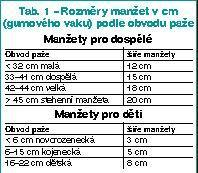 Tab. 1 – Rozměry manžet v cm
(gumového vaku) podle obvodu paže
Manžety pro dospělé
Obvod paže šíře manžety
< 32 cm malá 12 cm
33–41 cm dospělá 15 cm
42–44 cm velká 18 cm
> 45 cm stehenní manžeta 20 cm
Manžety pro děti
Obvod paže šíře manžety
< 6 cm novorozenecká 3 cm
6–15 cm kojenecká 5 cm
16–22 cm dětská 8 cm